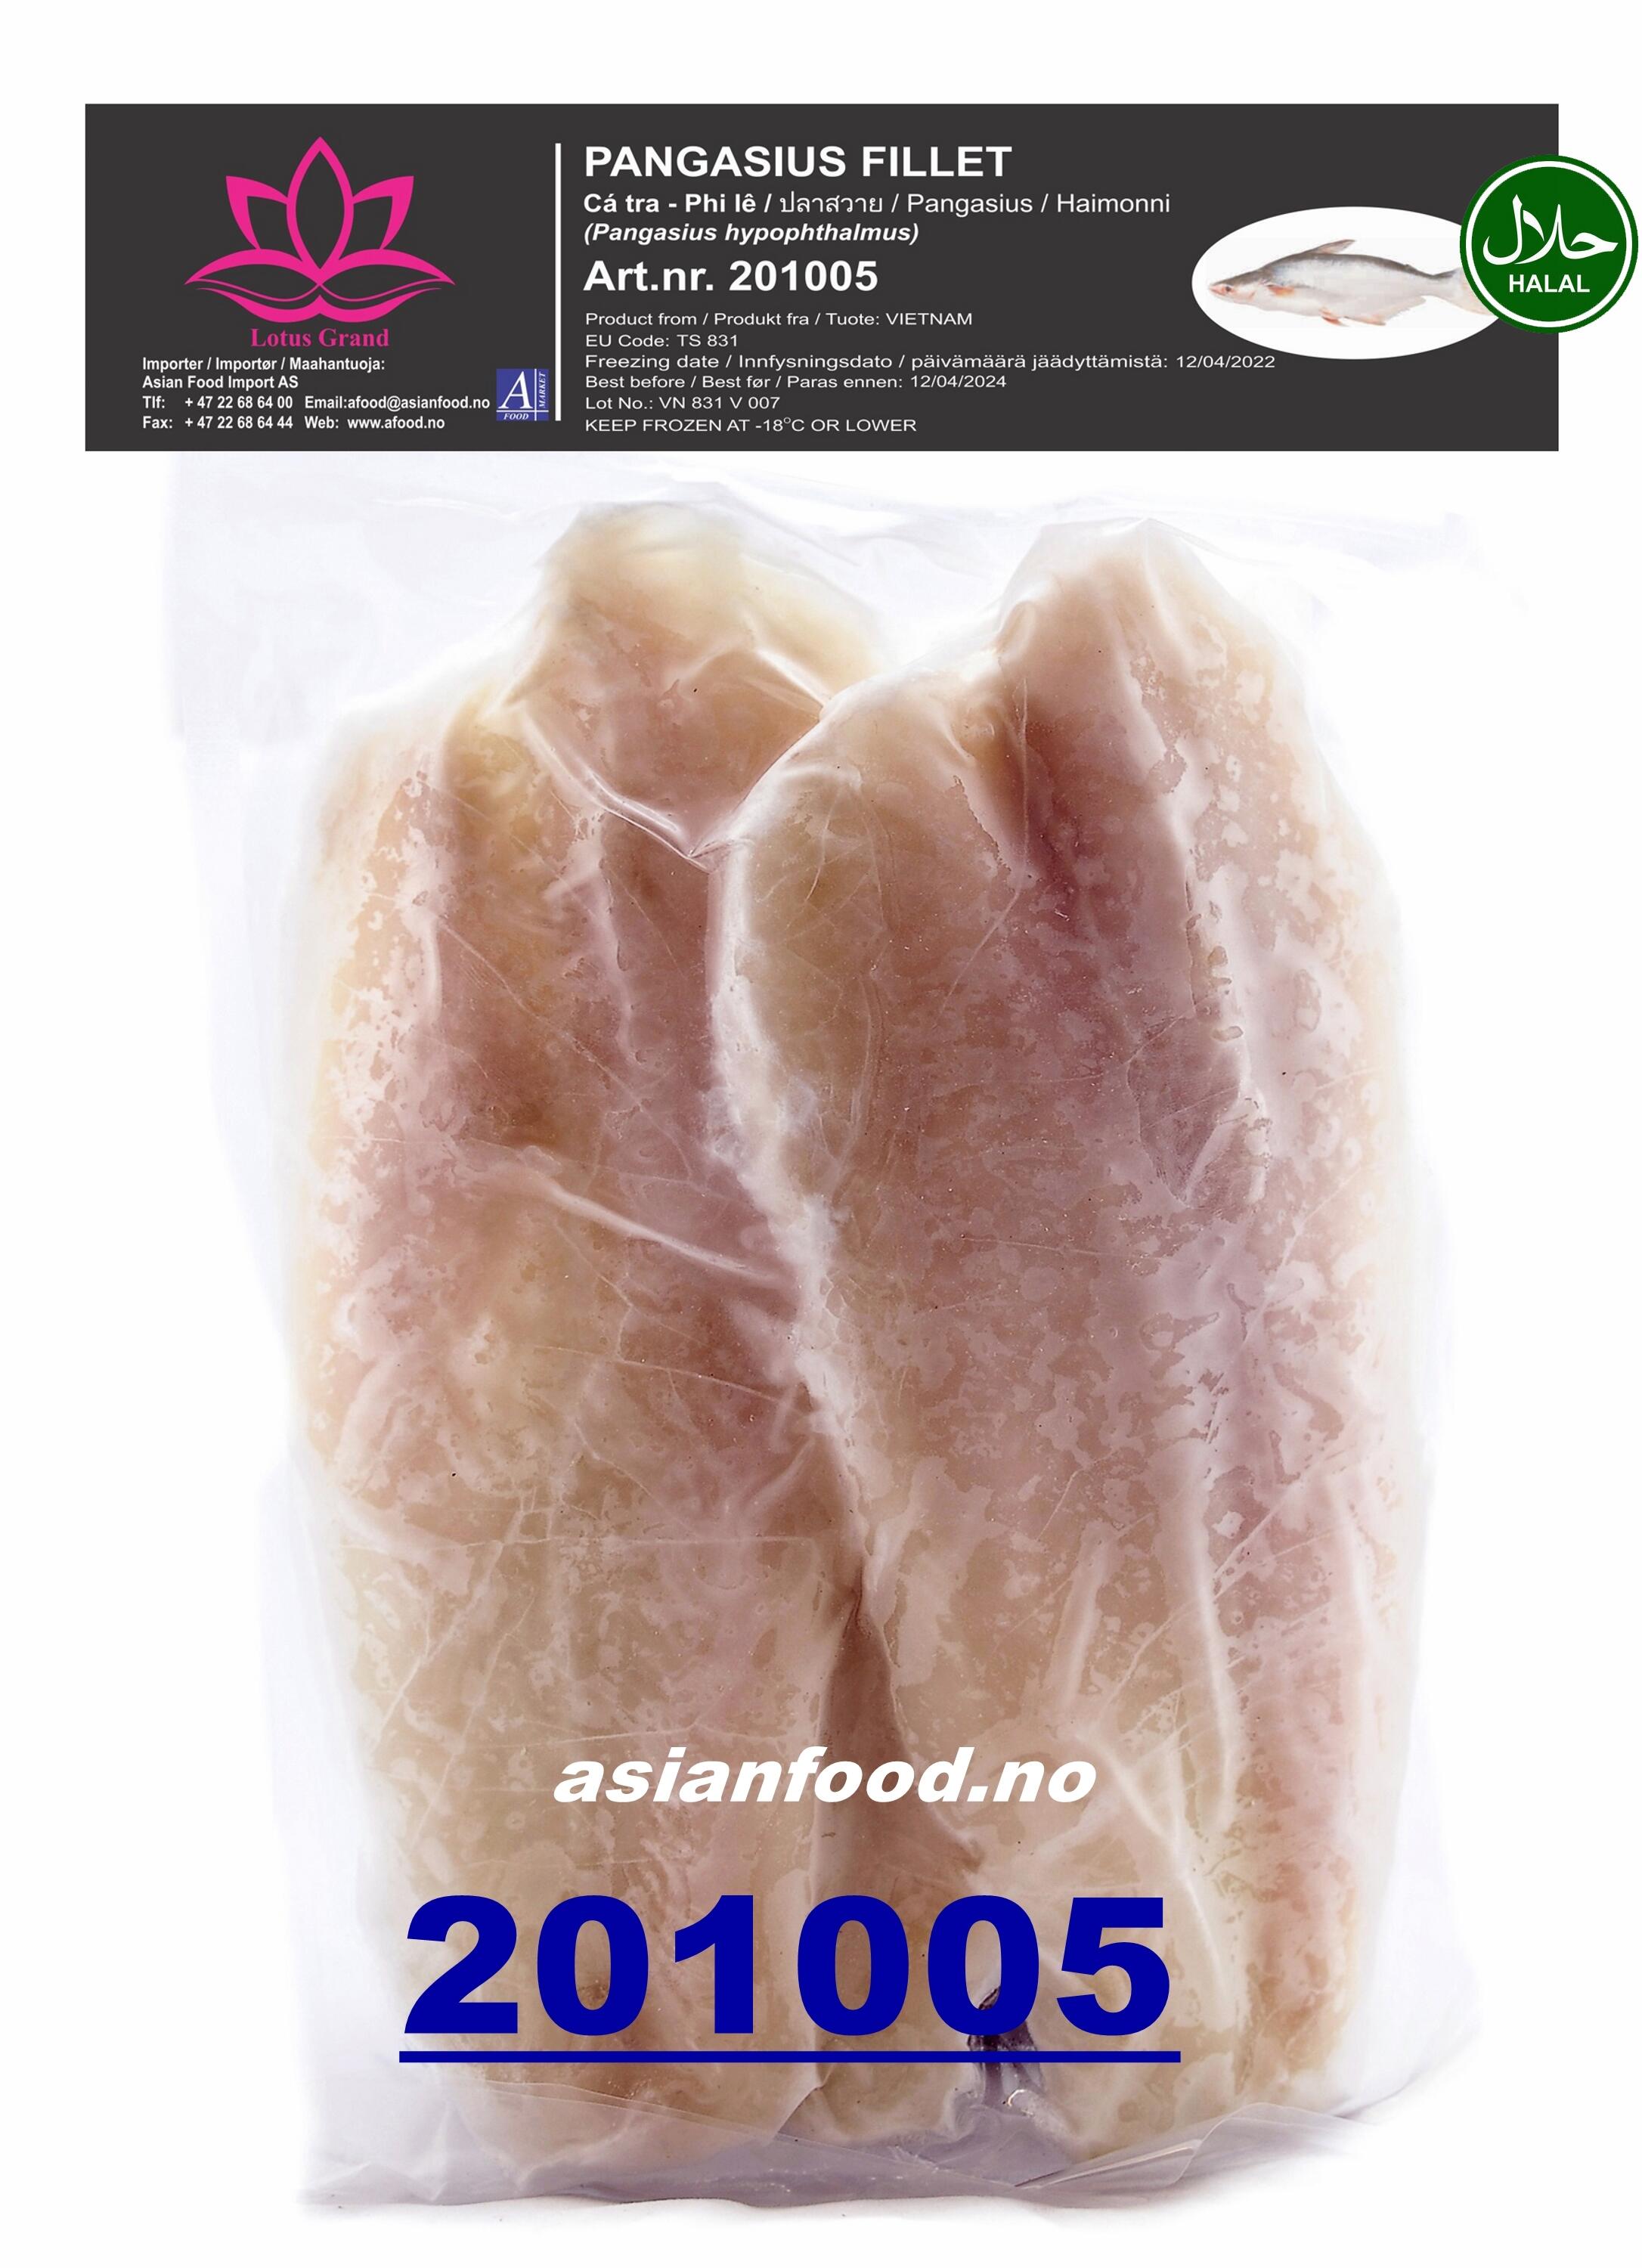 PANGASIUS FILLET
Cá tra - Phi lê / ปลาสวาย / Pangasius / Haimonni
(Pangasius hypophthalmus)
Art.nr. 201005
Product from / Produkt fra / Tuote: VIETNAM
EU Code: TS 831
Freezing date / Innfysningsdato / päivämäärä jäädyttämistä: 12/04/2022
Best before / Best før / Paras ennen: 12/04/2024
Lot No.: VN 831 V 007
KEEP FROZEN AT -18°C OR LOWER
Lotus Grand
Importer / Importør / Maahantuoja:
Asian Food Import AS
Tlf: + 47 22 68 64 00 Email:afood@asianfood.no
Fax: + 47 22 68 64 44 Web: www.afood.no
A
FOOD
MARKET
حلال
HALAL
asianfood.no
201005